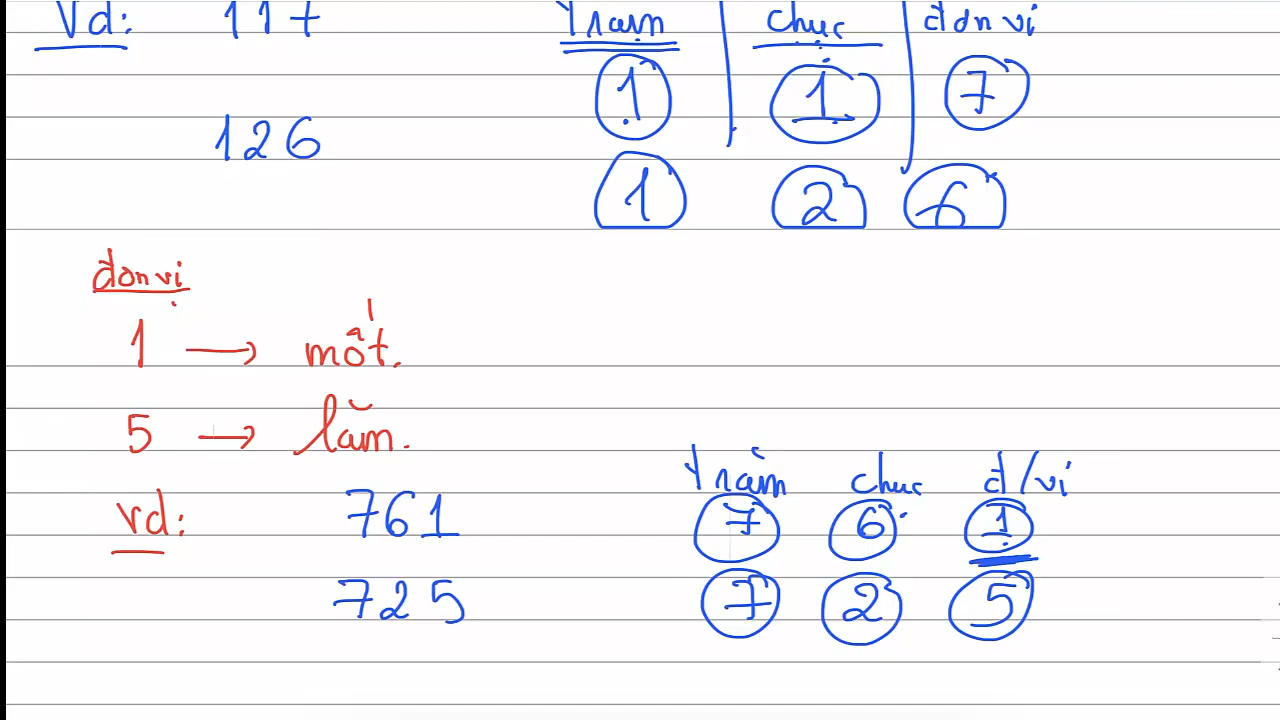 Vd: 117 Trăm chục đơn vị
1 1 7
126
1 2 6
đơn vị
1 → mốt.
5 → lăm.
Trăm chục đ/vị
vd: 761 7 6 1
725 7 2 5